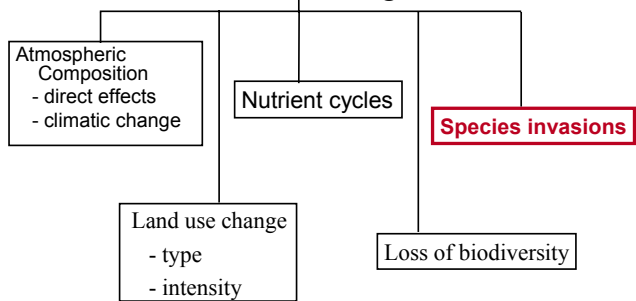 Atmospheric
Composition
- direct effects
- climatic change
Nutrient cycles
Species invasions
Land use change
- type
- intensity
Loss of biodiversity